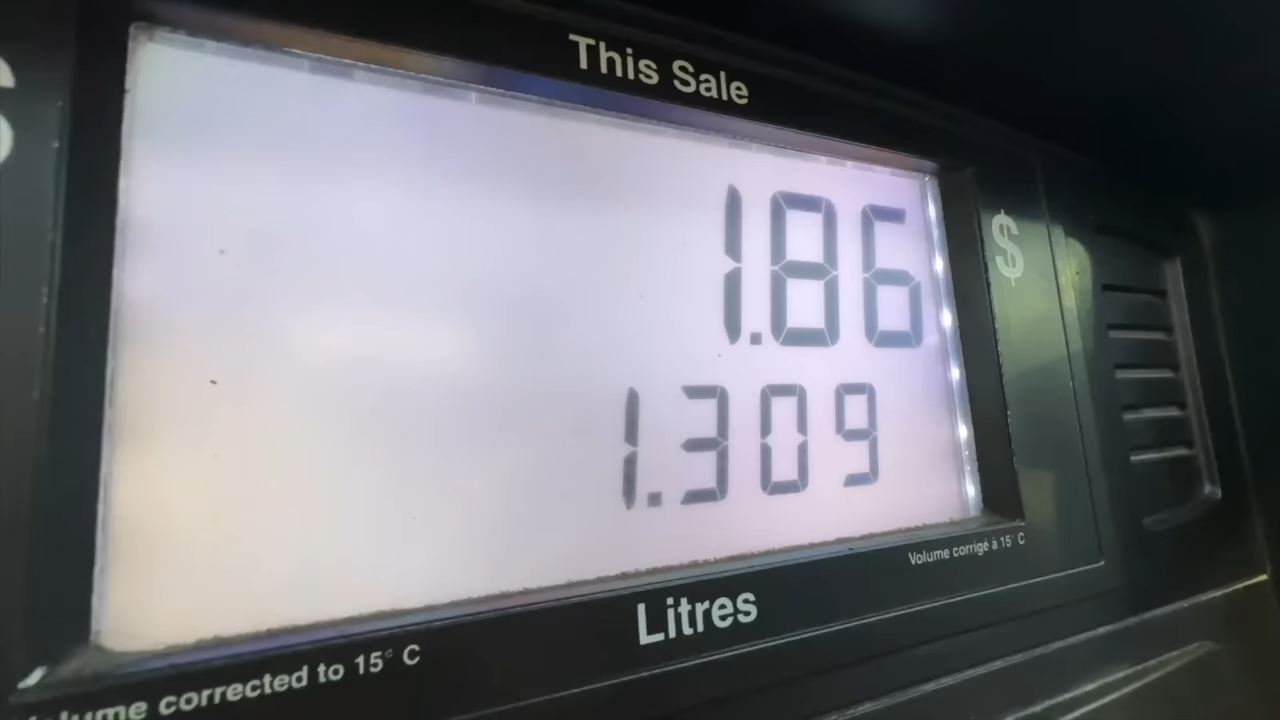 This Sale
1.86
$
1.309
Volume corrigé à 15° C
Litres
Volume corrected to 15° C